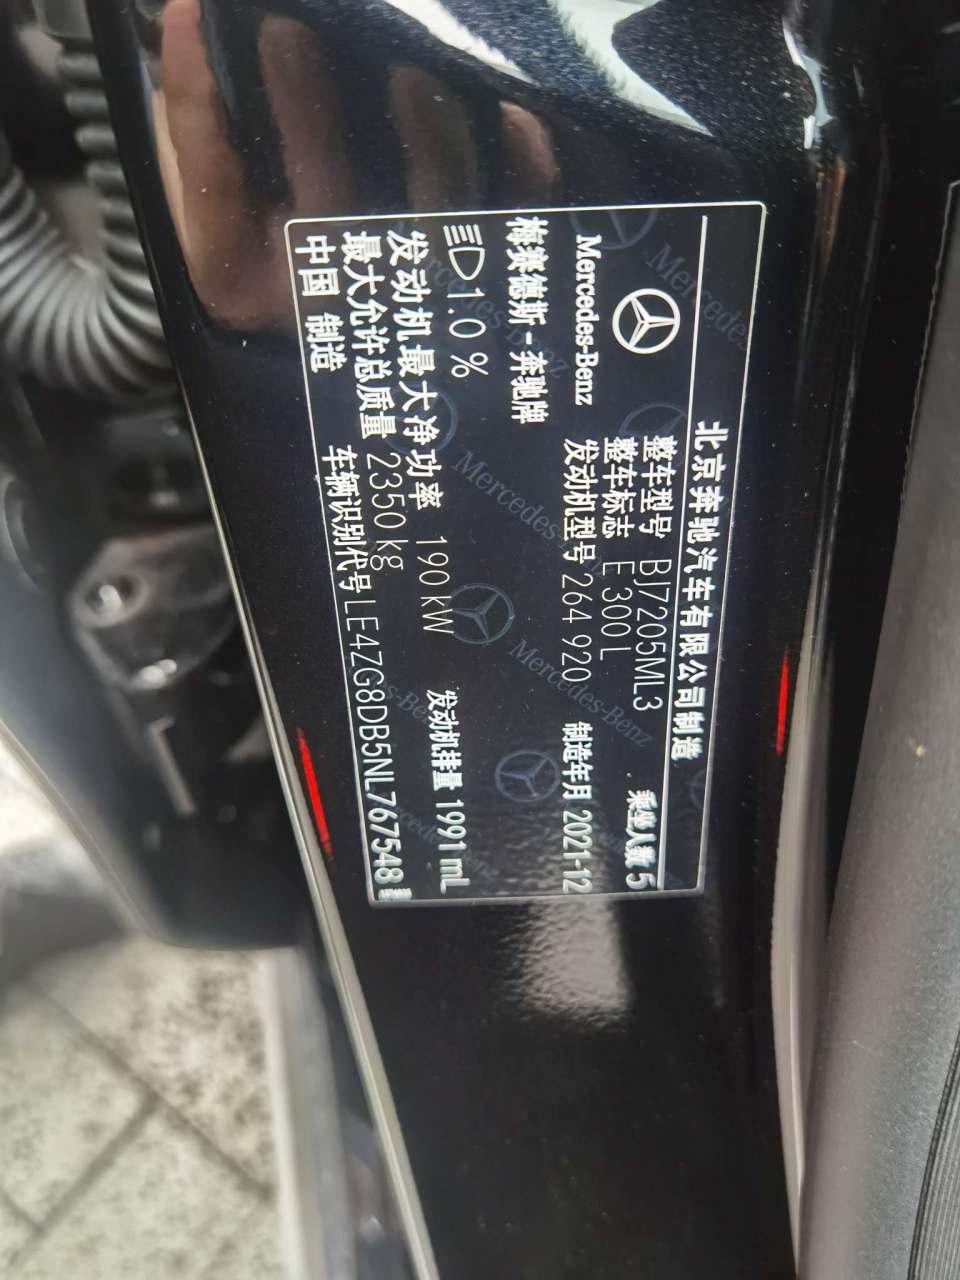 北京奔驰汽车有限公司制造
Mercedes-Benz
整车型号 BJ7205ML3
乘坐人数 5
整车标志 E 300 L
梅赛德斯-奔驰牌
发动机型号 264 920
制造年月 2021-12
1.0 %
发动机最大净功率 190 kW
发动机排量 1991 mL
最大允许总质量 2350 kg
中国 制造
车辆识别代号 LE4ZG8DB5NL767548